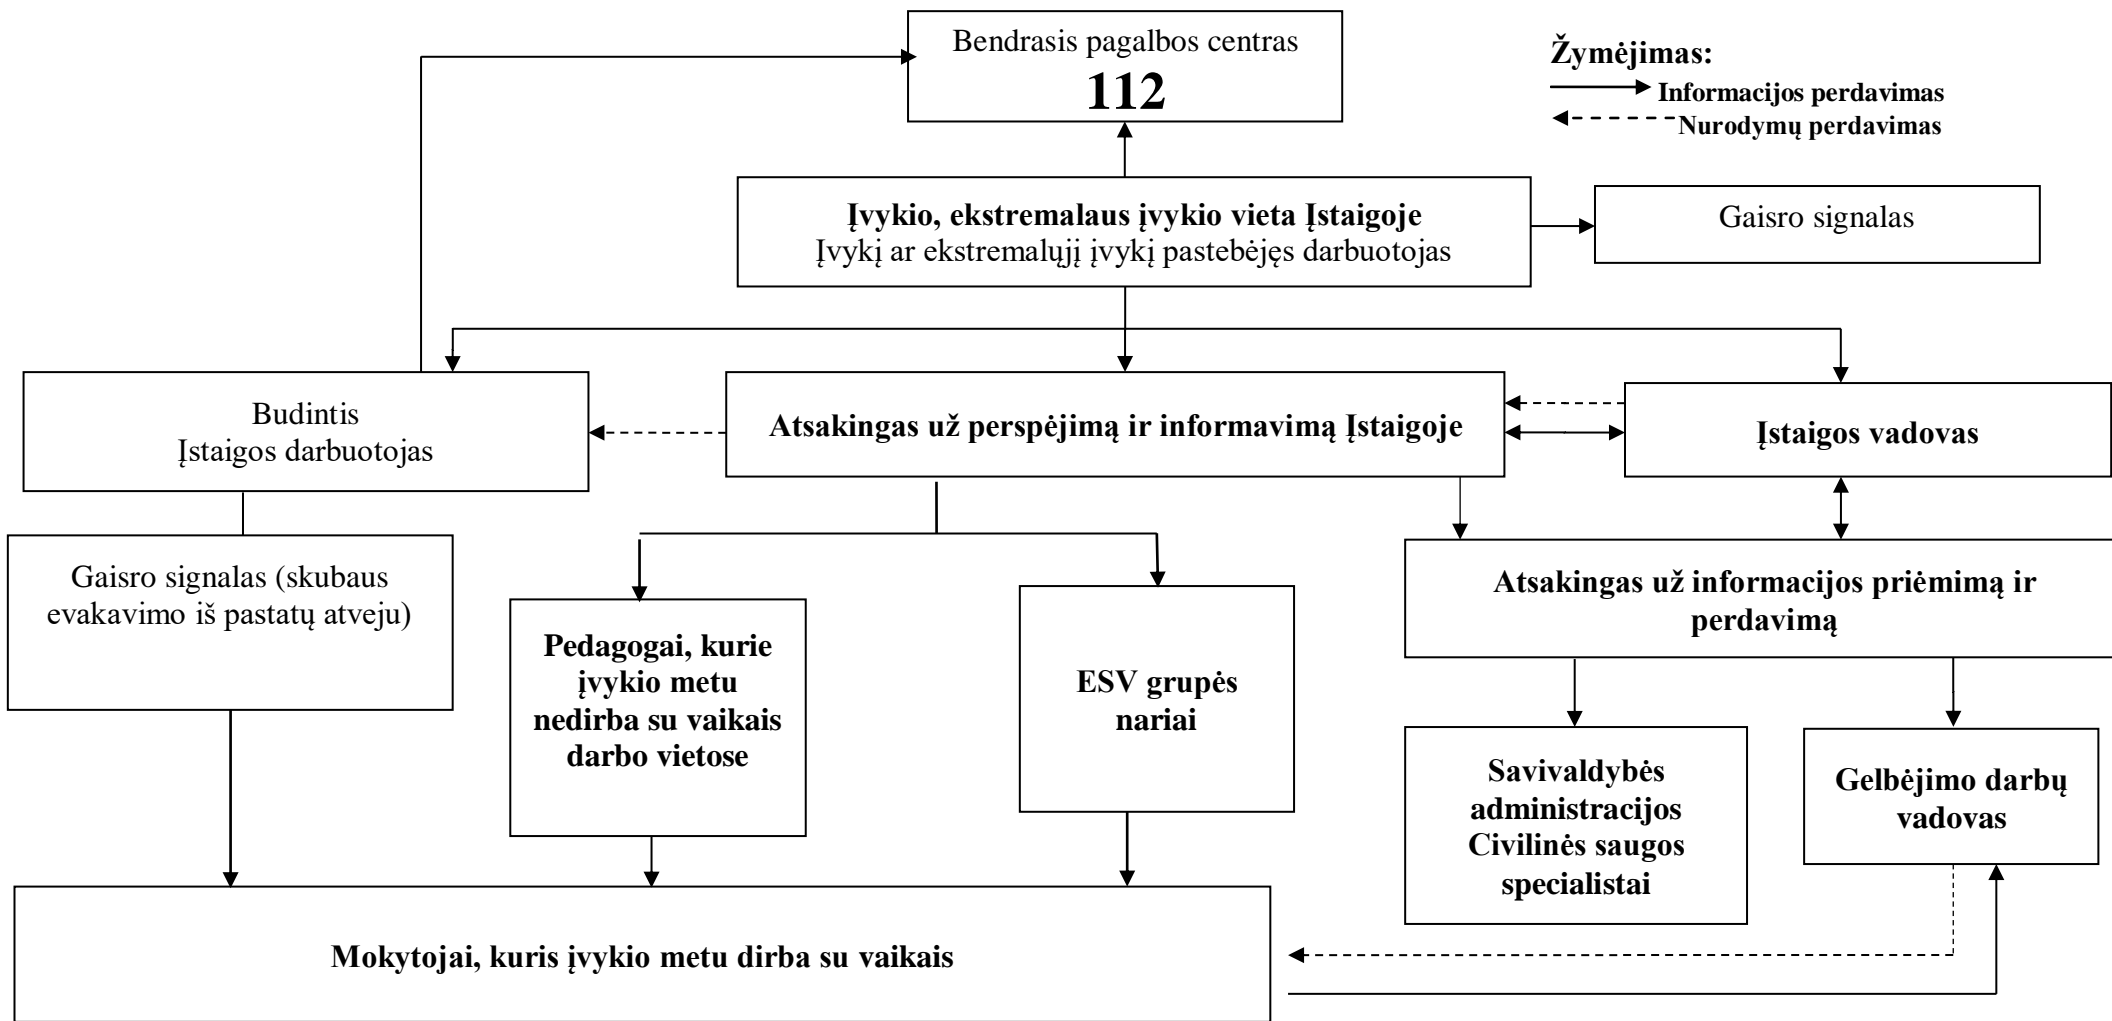 Bendrasis pagalbos centras
112
Žymėjimas:
Informacijos perdavimas
Nurodymų perdavimas
Įvykio, ekstremalaus įvykio vieta Įstaigoje
Įvykį ar ekstremalųjį įvykį pastebėjęs darbuotojas
Gaisro signalas
Budintis
Įstaigos darbuotojas
Atsakingas už perspėjimą ir informavimą Įstaigoje
Įstaigos vadovas
Gaisro signalas (skubaus
evakavimo iš pastatų atveju)
Pedagogai, kurie
įvykio metu
nedirba su vaikais
darbo vietose
ESV grupės
nariai
Atsakingas už informacijos priėmimą ir
perdavimą
Savivaldybės
administracijos
Civilinės saugos
specialistai
Gelbėjimo darbų
vadovas
Mokytojai, kuris įvykio metu dirba su vaikais